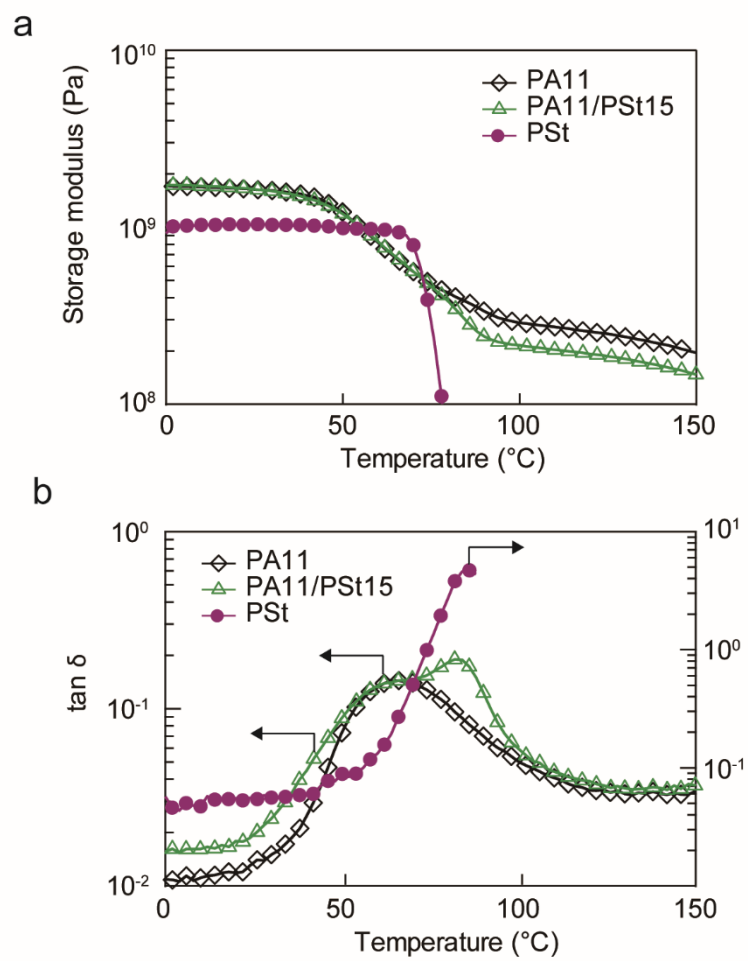 a
10¹⁰
PA11
PA11/PSt15
PSt
Storage modulus (Pa)
10⁹
10⁸
0
50
100
150
Temperature (°C)
b
10⁰
10¹
PA11
PA11/PSt15
PSt
10⁰
tan δ
10⁻¹
10⁻¹
10⁻²
0
50
100
150
Temperature (°C)